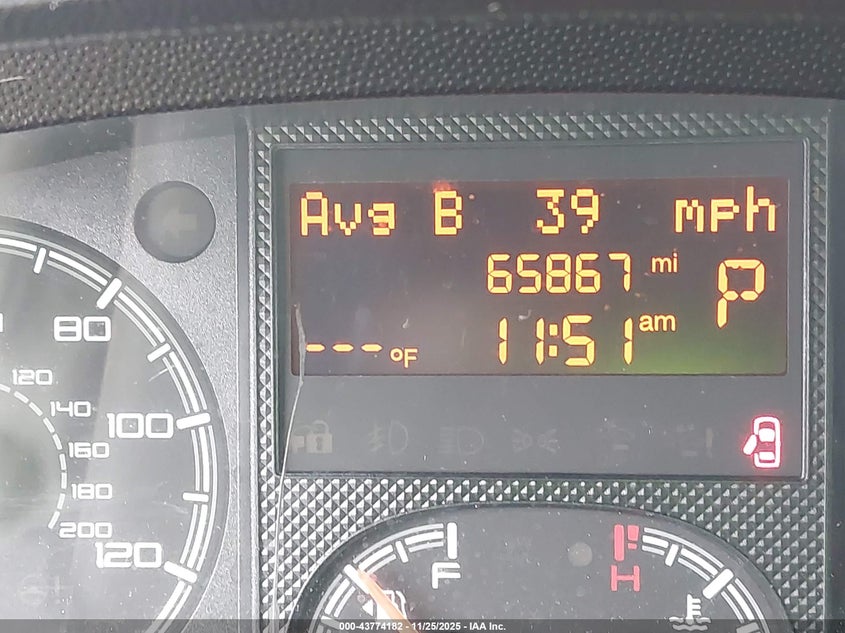 Avg B 39 mph
65867 mi
P
11:51 am
--- °F
80
100
120
120
140
160
180
200
F
H
000-43774182 - 11/25/2025 - IAA Inc.